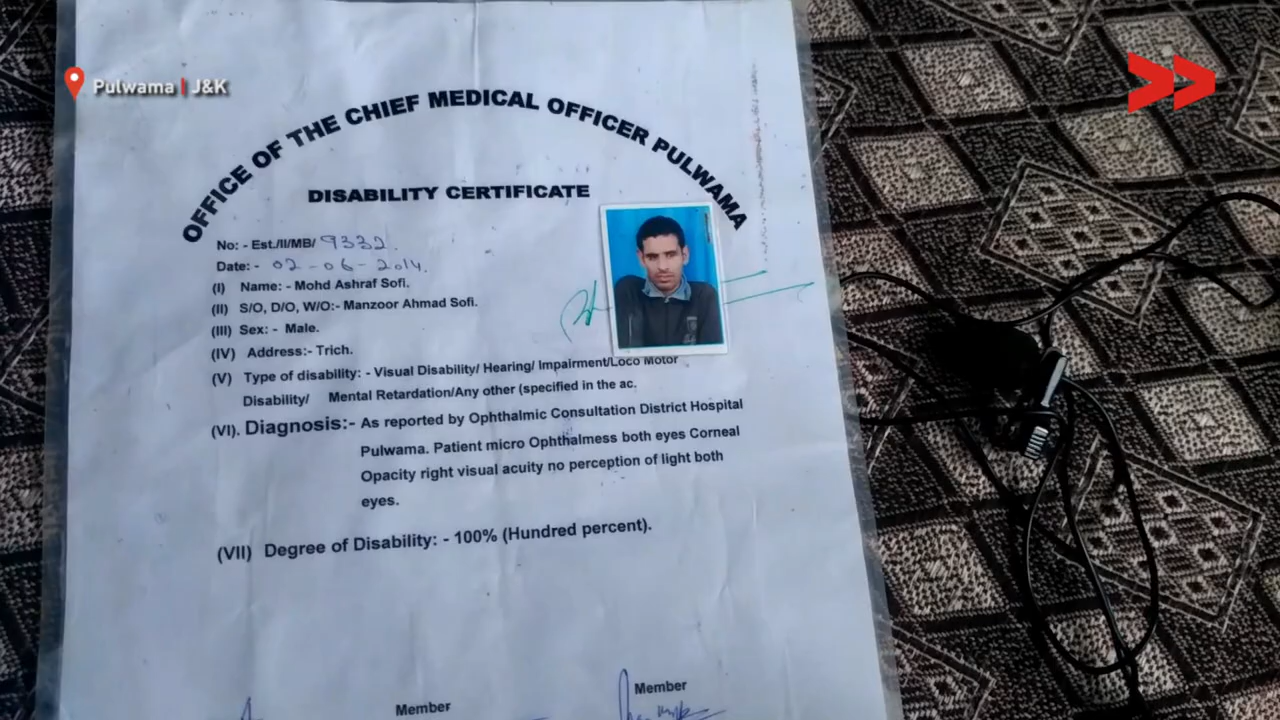 Pulwama | J&K
OFFICE OF THE CHIEF MEDICAL OFFICER PULWAMA
DISABILITY CERTIFICATE
No: - Est./II/MB/ 9332.
Date: - 02-06-2014.
(I) Name: - Mohd Ashraf Sofi.
(II) S/O, D/O, W/O:- Manzoor Ahmad Sofi.
(III) Sex: - Male.
(IV) Address:- Trich.
(V) Type of disability: - Visual Disability/ Hearing/ Impairment/Loco Motor
Disability/ Mental Retardation/Any other (specified in the ac.
(VI). Diagnosis:- As reported by Ophthalmic Consultation District Hospital
Pulwama. Patient micro Ophthalmess both eyes Corneal
Opacity right visual acuity no perception of light both
eyes.
(VII) Degree of Disability: - 100% (Hundred percent).
Member
Member